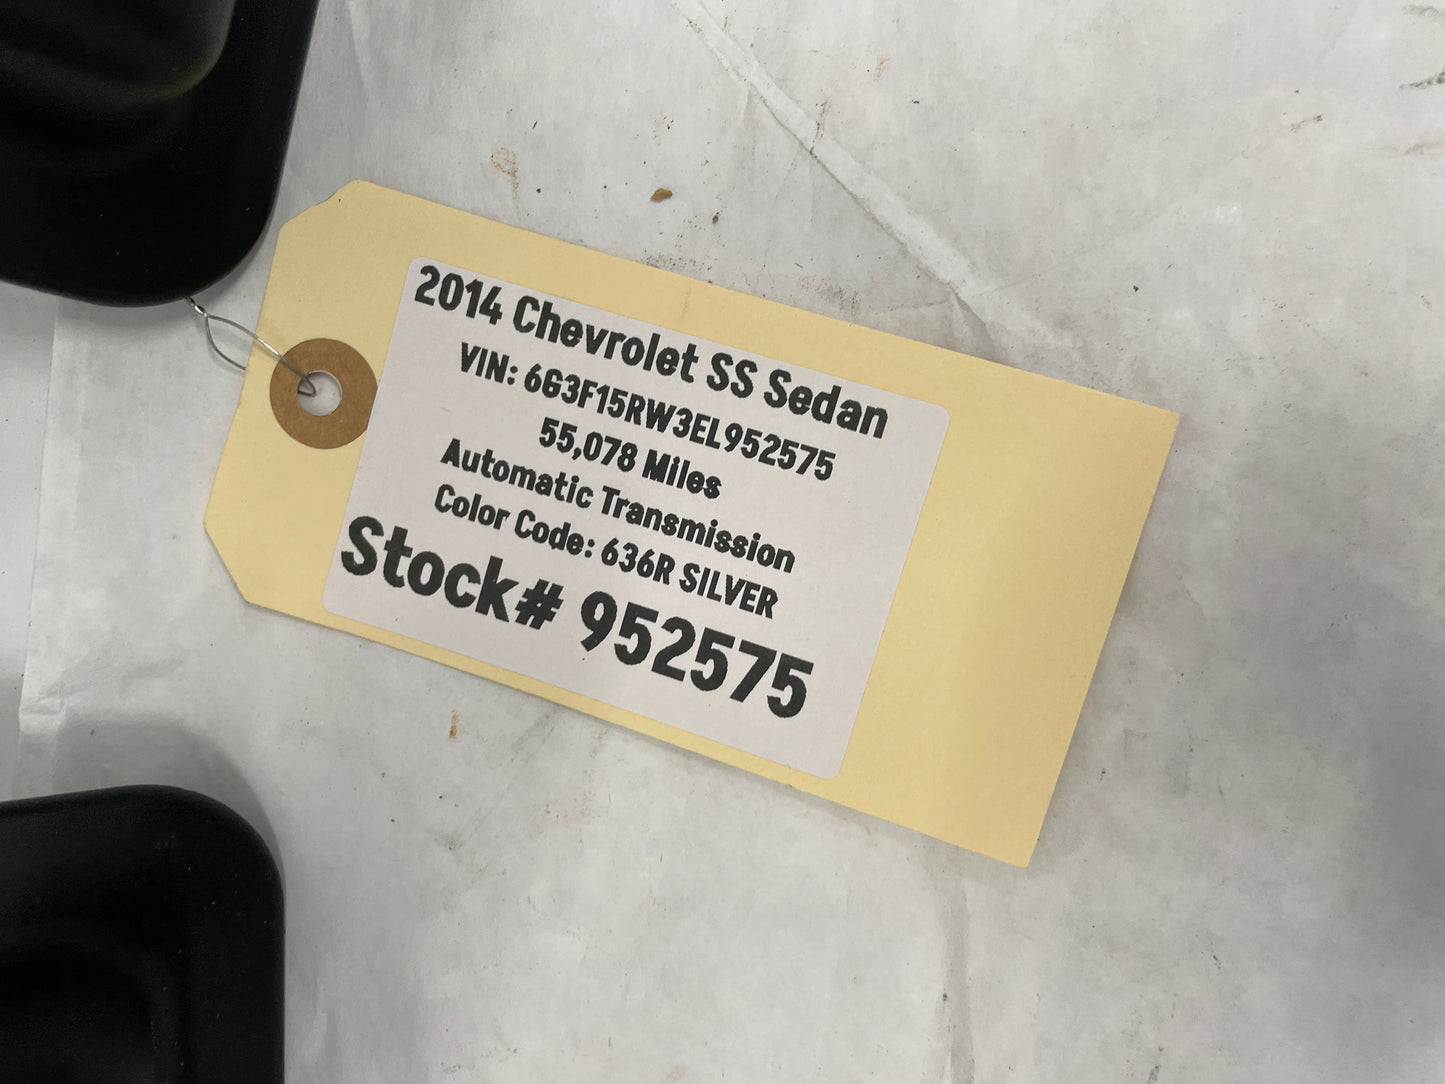 2014 Chevrolet SS Sedan
VIN: 6G3F15RW3EL952575
55,078 Miles
Automatic Transmission
Color Code: 636R SILVER
Stock# 952575